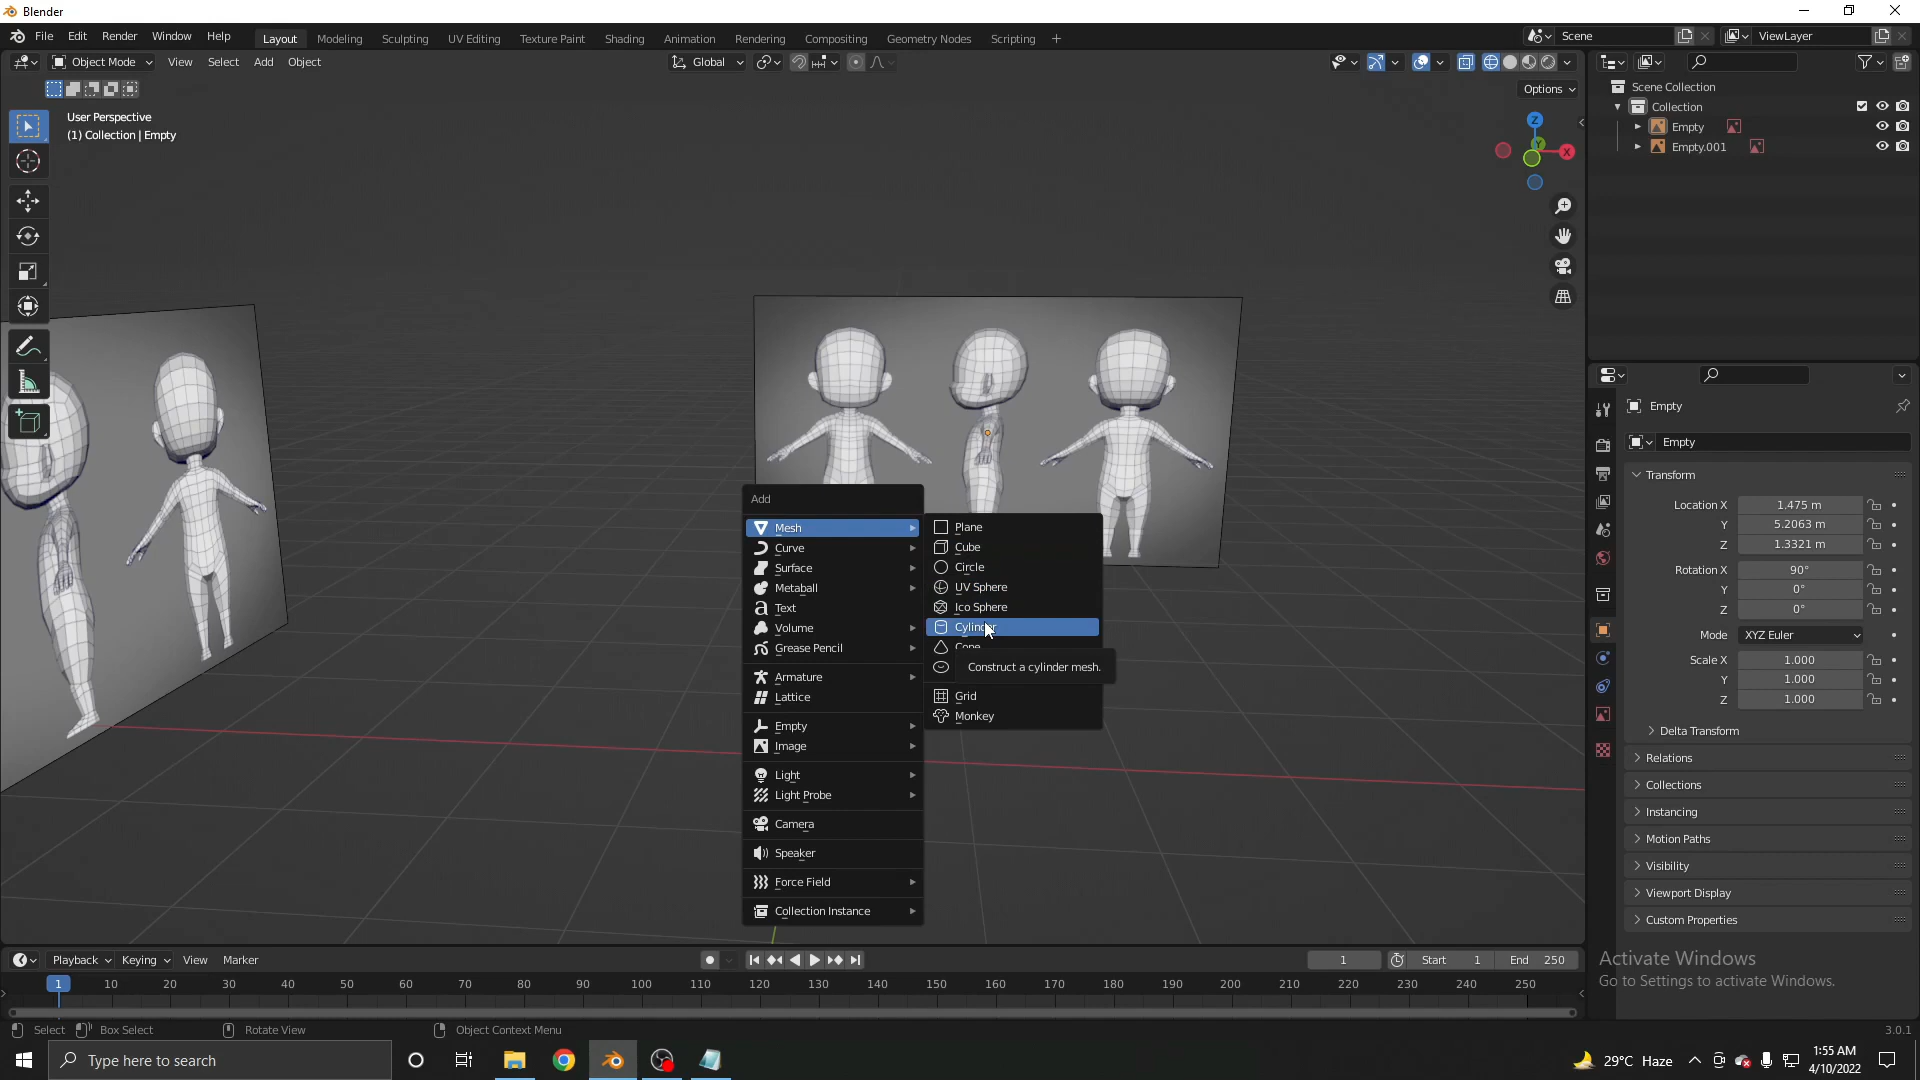 Blender
File Edit Render Window Help
Layout Modeling Sculpting UV Editing Texture Paint Shading Animation Rendering Compositing Geometry Nodes Scripting +
Scene
ViewLayer
Object Mode View Select Add Object
Global
Options
User Perspective
(1) Collection | Empty
Z
Y
X
Scene Collection
Collection
Empty
Empty.001
Add
Mesh
Curve
Surface
Metaball
Text
Volume
Grease Pencil
Armature
Lattice
Empty
Image
Light
Light Probe
Camera
Speaker
Force Field
Collection Instance
Plane
Cube
Circle
UV Sphere
Ico Sphere
Cylinder
Cone
Construct a cylinder mesh.
Grid
Monkey
Empty
Empty
Transform
Location X 1.475 m
Y 5.2063 m
Z 1.3321 m
Rotation X 90°
Y 0°
Z 0°
Mode XYZ Euler
Scale X 1.000
Y 1.000
Z 1.000
Delta Transform
Relations
Collections
Instancing
Motion Paths
Visibility
Viewport Display
Custom Properties
Activate Windows
Go to Settings to activate Windows.
Playback Keying View Marker
1 Start 1 End 250
1 10 20 30 40 50 60 70 80 90 100 110 120 130 140 150 160 170 180 190 200 210 220 230 240 250
Select Box Select Rotate View Object Context Menu
3.0.1
Type here to search
29°C Haze
1:55 AM
4/10/2022